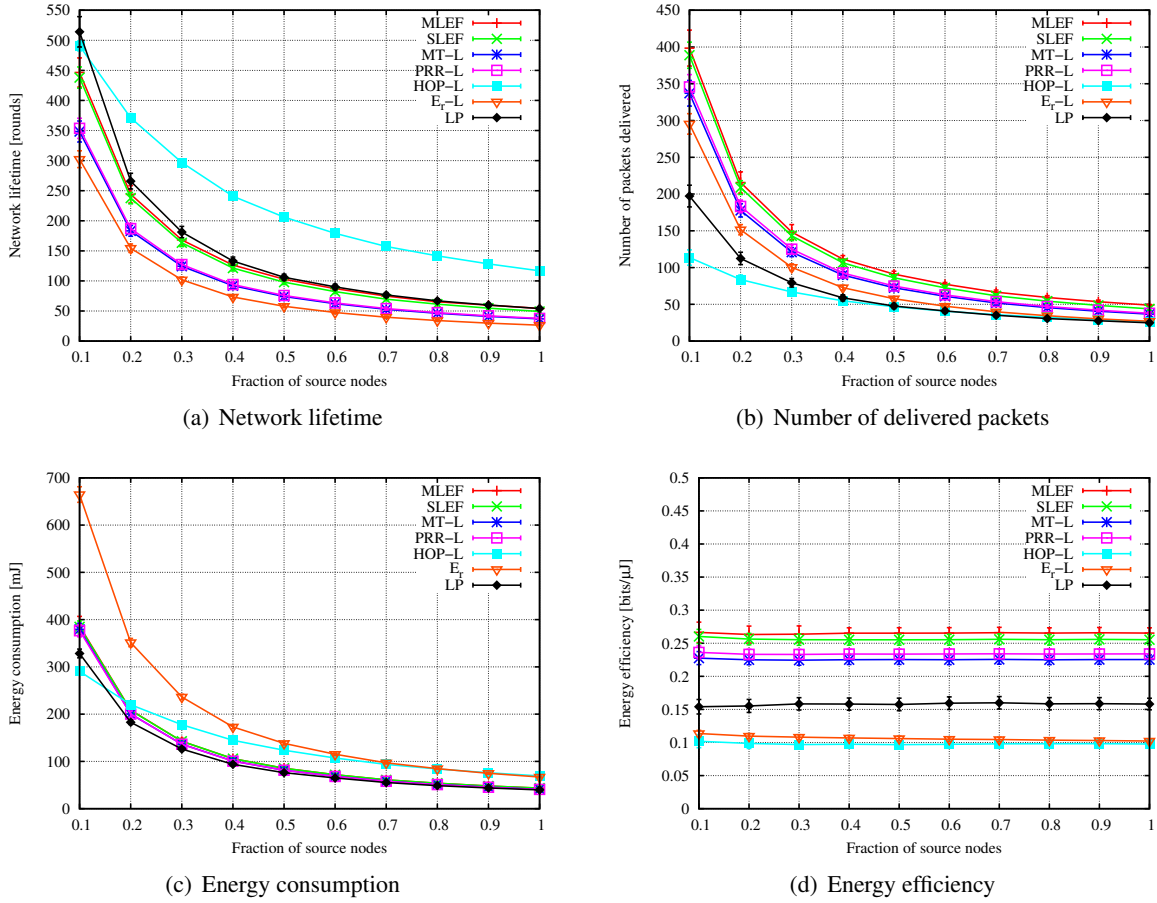 550
500
450
400
350
300
250
200
150
100
50
0
0.1 0.2 0.3 0.4 0.5 0.6 0.7 0.8 0.9 1
Network lifetime [rounds]
Fraction of source nodes
MLEF
SLEF
MT-L
PRR-L
HOP-L
Er-L
LP
(a) Network lifetime
450
400
350
300
250
200
150
100
50
0
0.1 0.2 0.3 0.4 0.5 0.6 0.7 0.8 0.9 1
Number of packets delivered
Fraction of source nodes
MLEF
SLEF
MT-L
PRR-L
HOP-L
Er-L
LP
(b) Number of delivered packets
700
600
500
400
300
200
100
0
0.1 0.2 0.3 0.4 0.5 0.6 0.7 0.8 0.9 1
Energy consumption [mJ]
Fraction of source nodes
MLEF
SLEF
MT-L
PRR-L
HOP-L
Er
LP
(c) Energy consumption
0.5
0.45
0.4
0.35
0.3
0.25
0.2
0.15
0.1
0.05
0
0.1 0.2 0.3 0.4 0.5 0.6 0.7 0.8 0.9 1
Energy efficiency [bits/μJ]
Fraction of source nodes
MLEF
SLEF
MT-L
PRR-L
HOP-L
Er-L
LP
(d) Energy efficiency